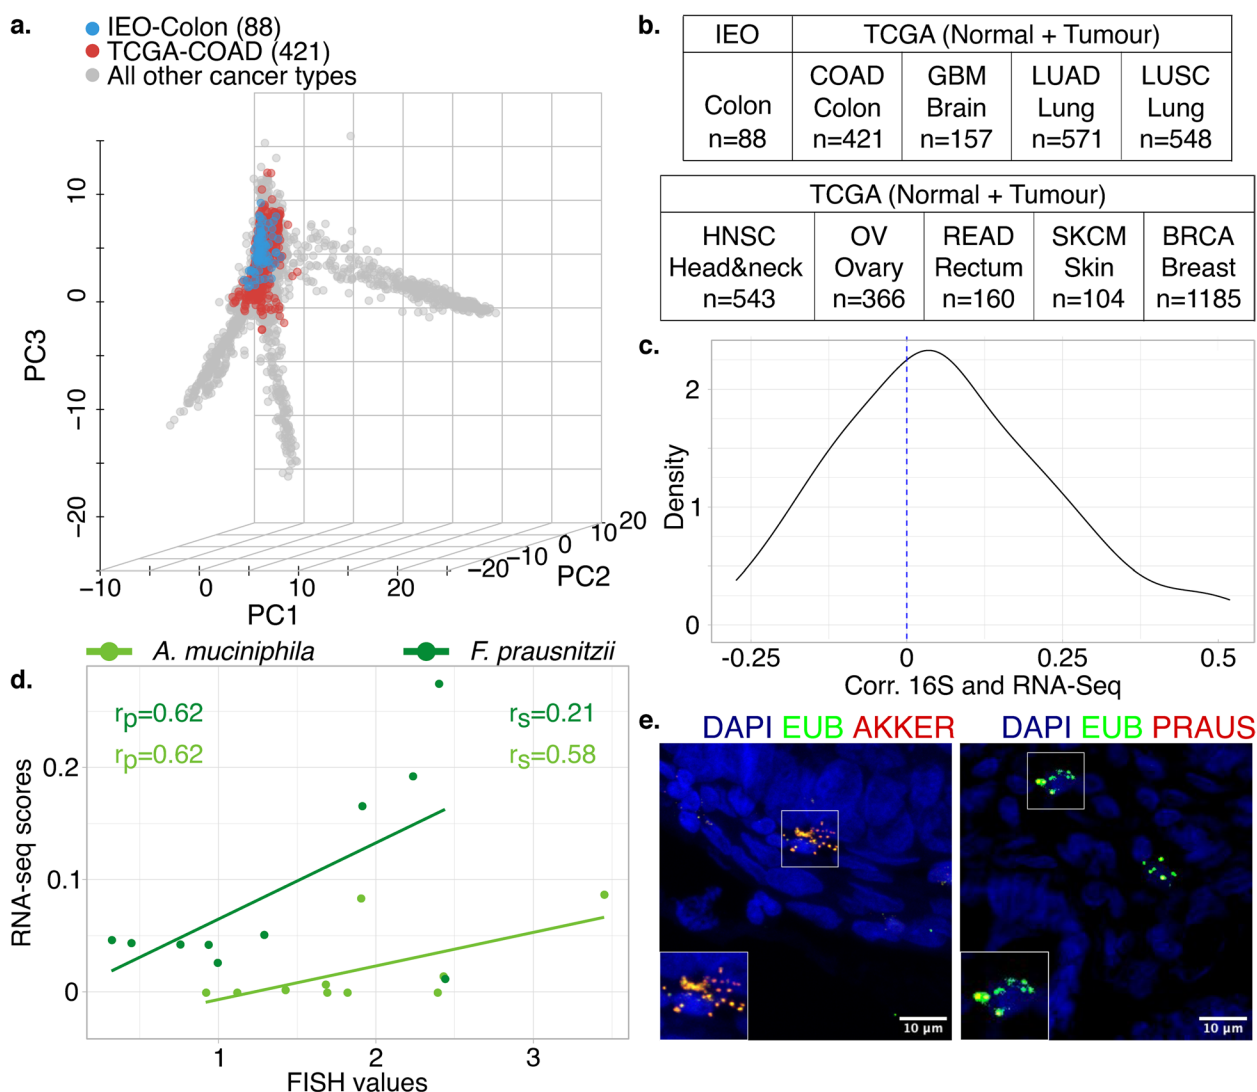 a.
IEO-Colon (88)
TCGA-COAD (421)
All other cancer types
10
0
−10
−20
PC3
−10
0
10
20
PC1
−20
−10
0
10
20
PC2
b.
IEO
TCGA (Normal + Tumour)
Colon
n=88
COAD
Colon
n=421
GBM
Brain
n=157
LUAD
Lung
n=571
LUSC
Lung
n=548
TCGA (Normal + Tumour)
HNSC
Head&neck
n=543
OV
Ovary
n=366
READ
Rectum
n=160
SKCM
Skin
n=104
BRCA
Breast
n=1185
c.
2
1
0
Density
-0.25
0
0.25
0.5
Corr. 16S and RNA-Seq
d.
A. muciniphila
F. prausnitzii
rp=0.62
rs=0.21
rp=0.62
rs=0.58
0.2
0.1
0
RNA-seq scores
1
2
3
FISH values
e.
DAPI EUB AKKER
DAPI EUB PRAUS
10 µm
10 µm